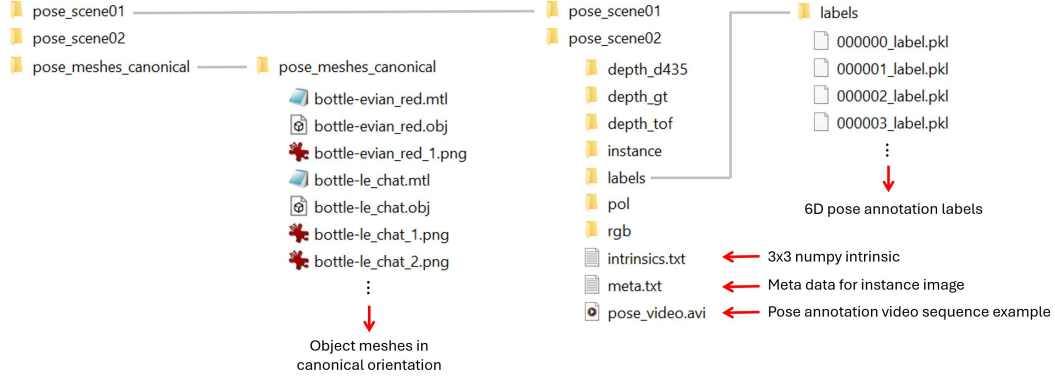 pose_scene01
pose_scene02
pose_meshes_canonical
pose_meshes_canonical
bottle-evian_red.mtl
bottle-evian_red.obj
bottle-evian_red_1.png
bottle-le_chat.mtl
bottle-le_chat.obj
bottle-le_chat_1.png
bottle-le_chat_2.png
Object meshes in
canonical orientation
pose_scene01
pose_scene02
depth_d435
depth_gt
depth_tof
instance
labels
pol
rgb
intrinsics.txt
3x3 numpy intrinsic
meta.txt
Meta data for instance image
pose_video.avi
Pose annotation video sequence example
labels
000000_label.pkl
000001_label.pkl
000002_label.pkl
000003_label.pkl
6D pose annotation labels